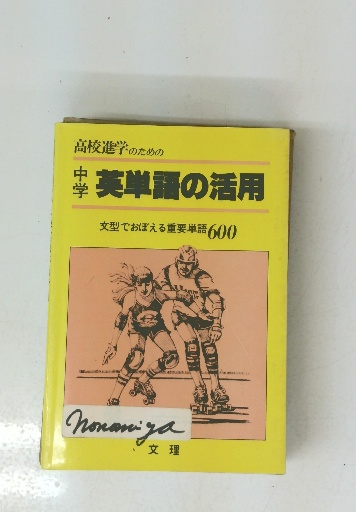 高校進学のための
中学 英単語の活用
文型でおぼえる重要単語600
nonomiya
文理